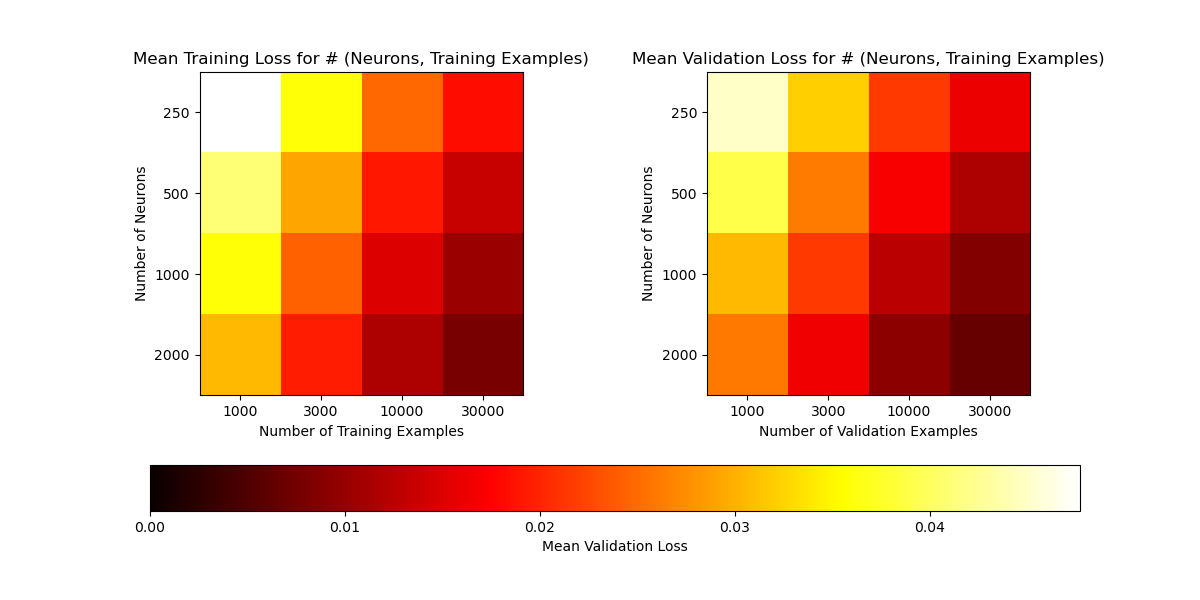 Mean Training Loss for # (Neurons, Training Examples)
Number of Neurons
250
500
1000
2000
1000 3000 10000 30000
Number of Training Examples
Mean Validation Loss for # (Neurons, Training Examples)
Number of Neurons
250
500
1000
2000
1000 3000 10000 30000
Number of Validation Examples
0.00 0.01 0.02 0.03 0.04
Mean Validation Loss